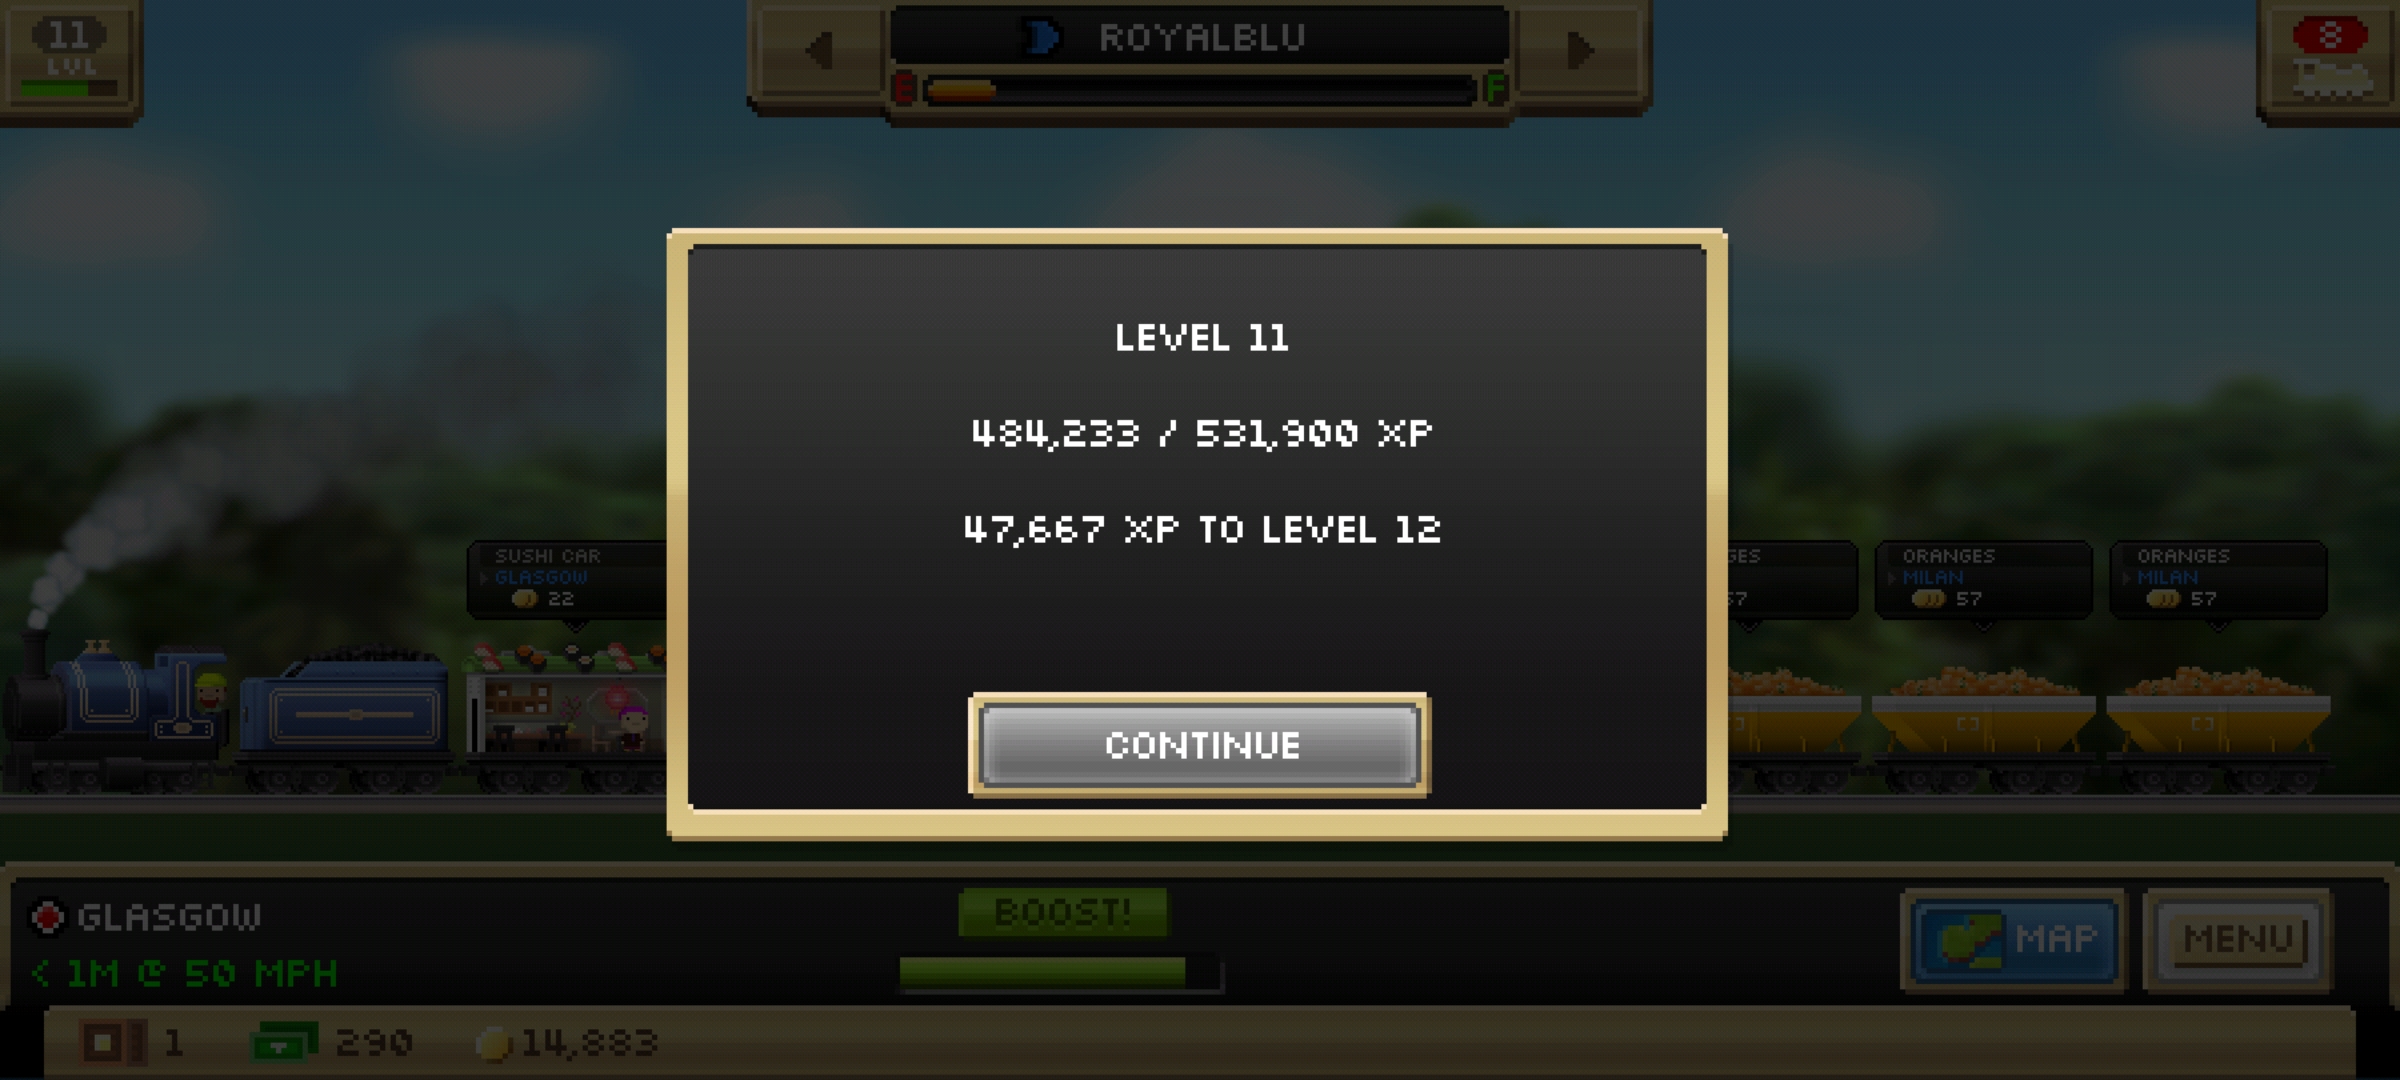 11
LVL
ROYALBLU
E
F
8
LEVEL 11
484,233 / 531,900 XP
47,667 XP TO LEVEL 12
CONTINUE
SUSHI CAR
GLASGOW
22
GES
57
ORANGES
MILAN
57
ORANGES
MILAN
57
GLASGOW
< 1M @ 50 MPH
BOOST!
MAP
MENU
1
290
14,883